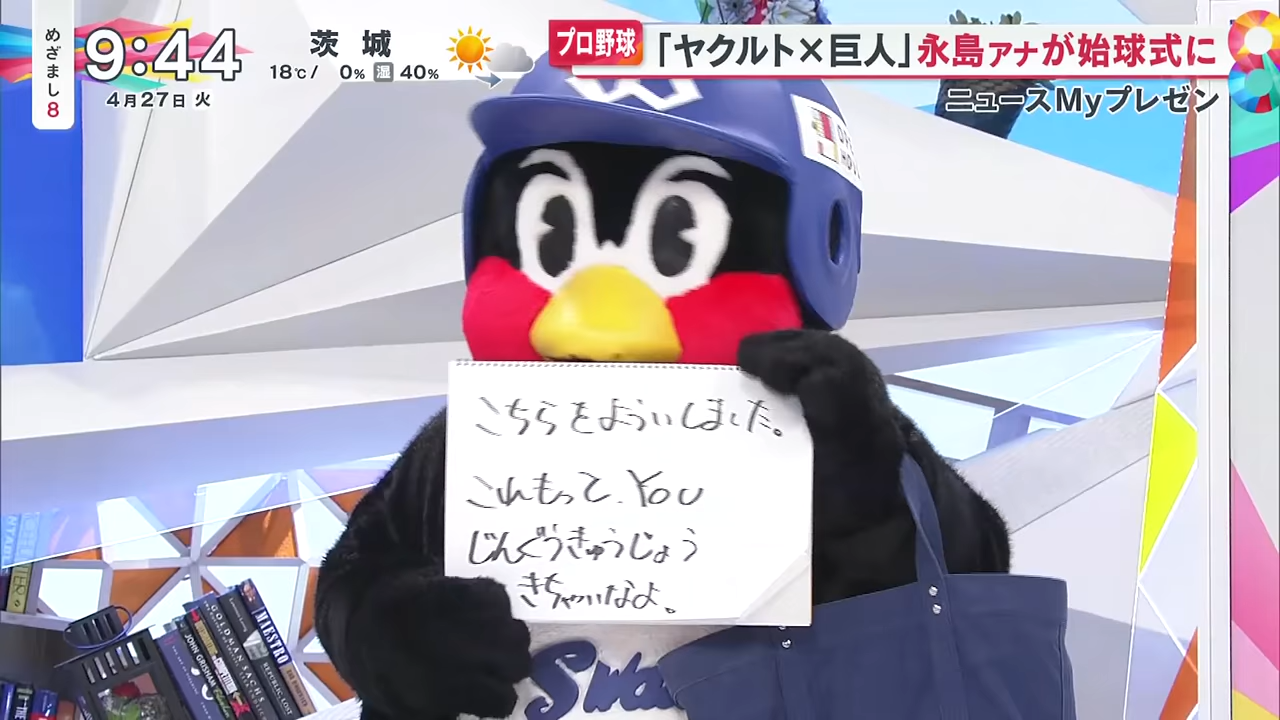 めざまし8
9:44
4月27日 火
茨城
18℃/ 0% 湿 40%
プロ野球
「ヤクルト×巨人」永島アナが始球式に
ニュースMyプレゼン
こちらをよういしました。
これもって、YOU
じんぐうきゅうじょう
きちゃいなよ。
MAESTRO
GOLDMAN SACHS
JOHN GRISHAM